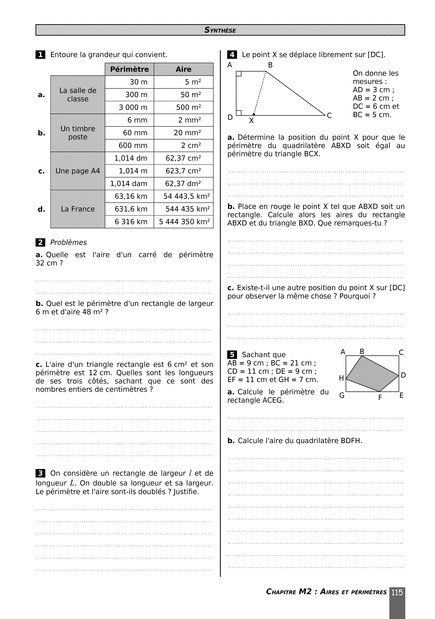 SYNTHÈSE
1 Entoure la grandeur qui convient.
Périmètre Aire
a. La salle de classe
30 m 5 m²
300 m 50 m²
3 000 m 500 m²
b. Un timbre poste
6 mm 2 mm²
60 mm 20 mm²
600 mm 2 cm²
c. Une page A4
1,014 dm 62,37 cm²
1,014 m 623,7 cm²
1,014 dam 62,37 dm²
d. La France
63,16 km 54 443,5 km²
631,6 km 544 435 km²
6 316 km 5 444 350 km²
2 Problèmes
a. Quelle est l'aire d'un carré de périmètre
32 cm ?
b. Quel est le périmètre d'un rectangle de largeur
6 m et d'aire 48 m² ?
c. L'aire d'un triangle rectangle est 6 cm² et son
périmètre est 12 cm. Quelles sont les longueurs
de ses trois côtés, sachant que ce sont des
nombres entiers de centimètres ?
3 On considère un rectangle de largeur l et de
longueur L. On double sa longueur et sa largeur.
Le périmètre et l'aire sont-ils doublés ? Justifie.
4 Le point X se déplace librement sur [DC].
A B
D X C
On donne les
mesures :
AD = 3 cm ;
AB = 2 cm ;
DC = 6 cm et
BC = 5 cm.
a. Détermine la position du point X pour que le
périmètre du quadrilatère ABXD soit égal au
périmètre du triangle BCX.
b. Place en rouge le point X tel que ABXD soit un
rectangle. Calcule alors les aires du rectangle
ABXD et du triangle BXD. Que remarques-tu ?
c. Existe-t-il une autre position du point X sur [DC]
pour observer la même chose ? Pourquoi ?
5 Sachant que
AB = 9 cm ; BC = 21 cm ;
CD = 11 cm ; DE = 9 cm ;
EF = 11 cm et GH = 7 cm.
A B C
H D
G F E
a. Calcule le périmètre du
rectangle ACEG.
b. Calcule l'aire du quadrilatère BDFH.
CHAPITRE M2 : AIRES ET PÉRIMÈTRES 115